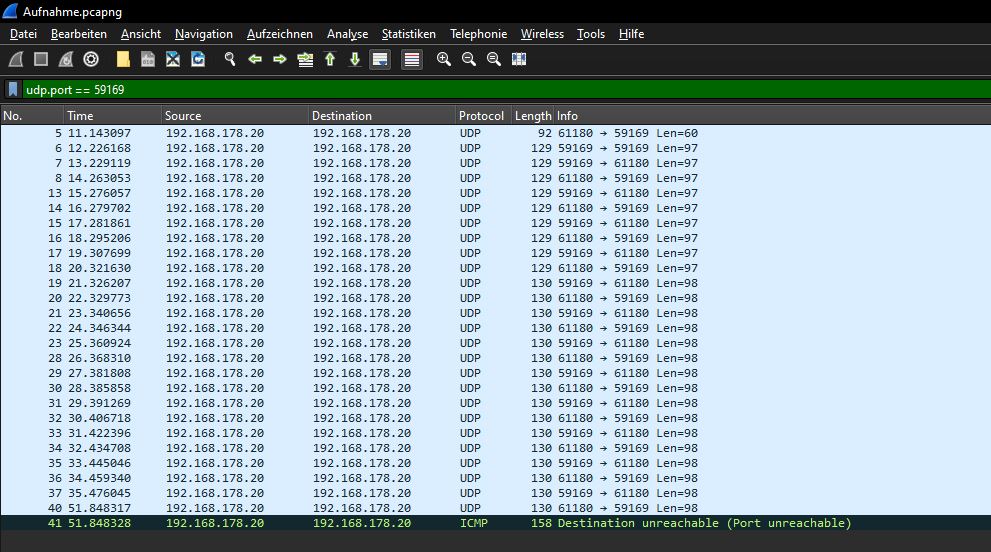 Aufnahme.pcapng
Datei Bearbeiten Ansicht Navigation Aufzeichnen Analyse Statistiken Telephonie Wireless Tools Hilfe
udp.port == 59169
No. Time Source Destination Protocol Length Info
5 11.143097 192.168.178.20 192.168.178.20 UDP 92 61180 → 59169 Len=60
6 12.226168 192.168.178.20 192.168.178.20 UDP 129 59169 → 61180 Len=97
7 13.229119 192.168.178.20 192.168.178.20 UDP 129 59169 → 61180 Len=97
8 14.263053 192.168.178.20 192.168.178.20 UDP 129 61180 → 59169 Len=97
13 15.276057 192.168.178.20 192.168.178.20 UDP 129 59169 → 61180 Len=97
14 16.279702 192.168.178.20 192.168.178.20 UDP 129 61180 → 59169 Len=97
15 17.281861 192.168.178.20 192.168.178.20 UDP 129 59169 → 61180 Len=97
16 18.295206 192.168.178.20 192.168.178.20 UDP 129 61180 → 59169 Len=97
17 19.307699 192.168.178.20 192.168.178.20 UDP 129 59169 → 61180 Len=97
18 20.321630 192.168.178.20 192.168.178.20 UDP 129 61180 → 59169 Len=97
19 21.326207 192.168.178.20 192.168.178.20 UDP 130 59169 → 61180 Len=98
20 22.329773 192.168.178.20 192.168.178.20 UDP 130 61180 → 59169 Len=98
21 23.340656 192.168.178.20 192.168.178.20 UDP 130 59169 → 61180 Len=98
22 24.346344 192.168.178.20 192.168.178.20 UDP 130 61180 → 59169 Len=98
23 25.360924 192.168.178.20 192.168.178.20 UDP 130 59169 → 61180 Len=98
28 26.368310 192.168.178.20 192.168.178.20 UDP 130 61180 → 59169 Len=98
29 27.381808 192.168.178.20 192.168.178.20 UDP 130 59169 → 61180 Len=98
30 28.385858 192.168.178.20 192.168.178.20 UDP 130 61180 → 59169 Len=98
31 29.391269 192.168.178.20 192.168.178.20 UDP 130 59169 → 61180 Len=98
32 30.406718 192.168.178.20 192.168.178.20 UDP 130 61180 → 59169 Len=98
33 31.422396 192.168.178.20 192.168.178.20 UDP 130 59169 → 61180 Len=98
34 32.434708 192.168.178.20 192.168.178.20 UDP 130 61180 → 59169 Len=98
35 33.445046 192.168.178.20 192.168.178.20 UDP 130 59169 → 61180 Len=98
36 34.459340 192.168.178.20 192.168.178.20 UDP 130 61180 → 59169 Len=98
37 35.476045 192.168.178.20 192.168.178.20 UDP 130 59169 → 61180 Len=98
40 51.848317 192.168.178.20 192.168.178.20 UDP 130 61180 → 59169 Len=98
41 51.848328 192.168.178.20 192.168.178.20 ICMP 158 Destination unreachable (Port unreachable)